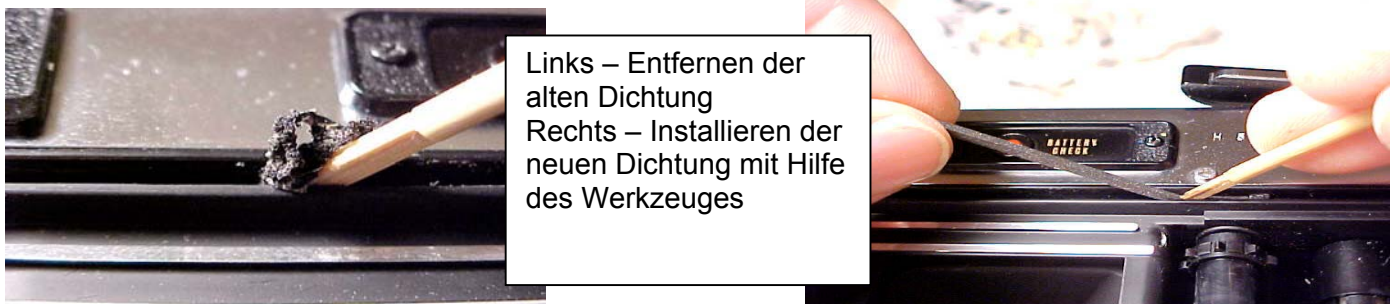 Links – Entfernen der
alten Dichtung
Rechts – Installieren der
neuen Dichtung mit Hilfe
des Werkzeuges
BATTERY
CHECK
H